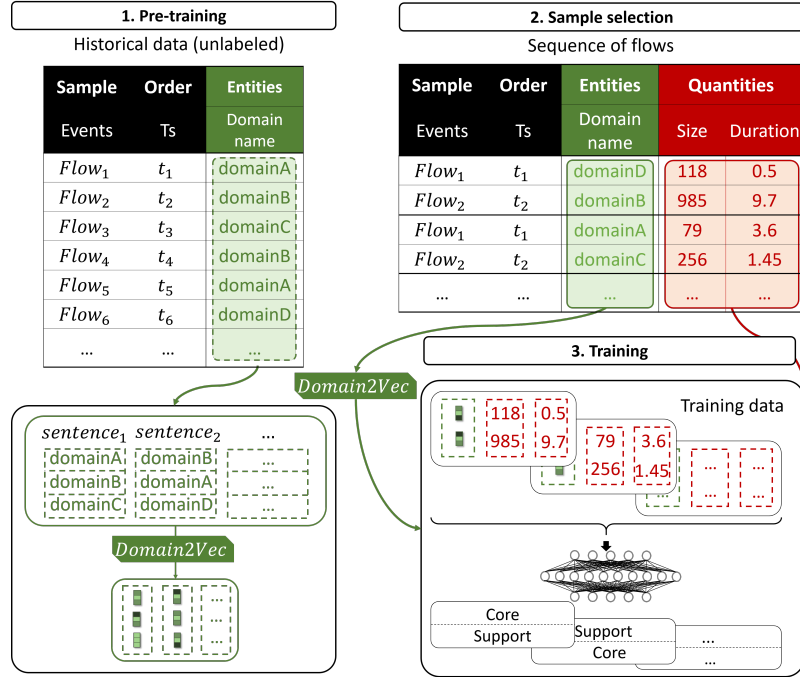 1. Pre-training
Historical data (unlabeled)
Sample Order Entities
Events Ts Domain name
Flow₁ t₁ domainA
Flow₂ t₂ domainB
Flow₃ t₃ domainC
Flow₄ t₄ domainB
Flow₅ t₅ domainA
Flow₆ t₆ domainD
... ... ...
2. Sample selection
Sequence of flows
Sample Order Entities Quantities
Events Ts Domain name Size Duration
Flow₁ t₁ domainD 118 0.5
Flow₂ t₂ domainB 985 9.7
Flow₁ t₁ domainA 79 3.6
Flow₂ t₂ domainC 256 1.45
... ... ... ... ...
Domain2Vec
sentence₁ sentence₂ ...
domainA domainB ...
domainB domainA ...
domainC domainD ...
Domain2Vec
...
...
...
3. Training
Training data
118 0.5
985 9.7
79 3.6
256 1.45
... ...
... ... ...
Core
Support
Support
Core
...
...